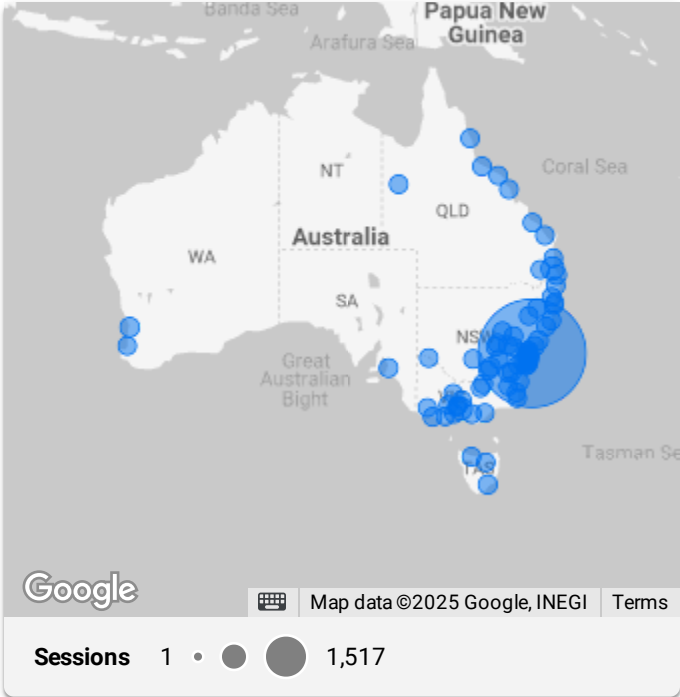 Banda Sea
Papua New
Guinea
Arafura Sea
Coral Sea
NT
QLD
Australia
WA
SA
NSW
Great
Australian
Bight
Tasman Se
TAS
Google
Map data ©2025 Google, INEGI
Terms
Sessions 1 1,517